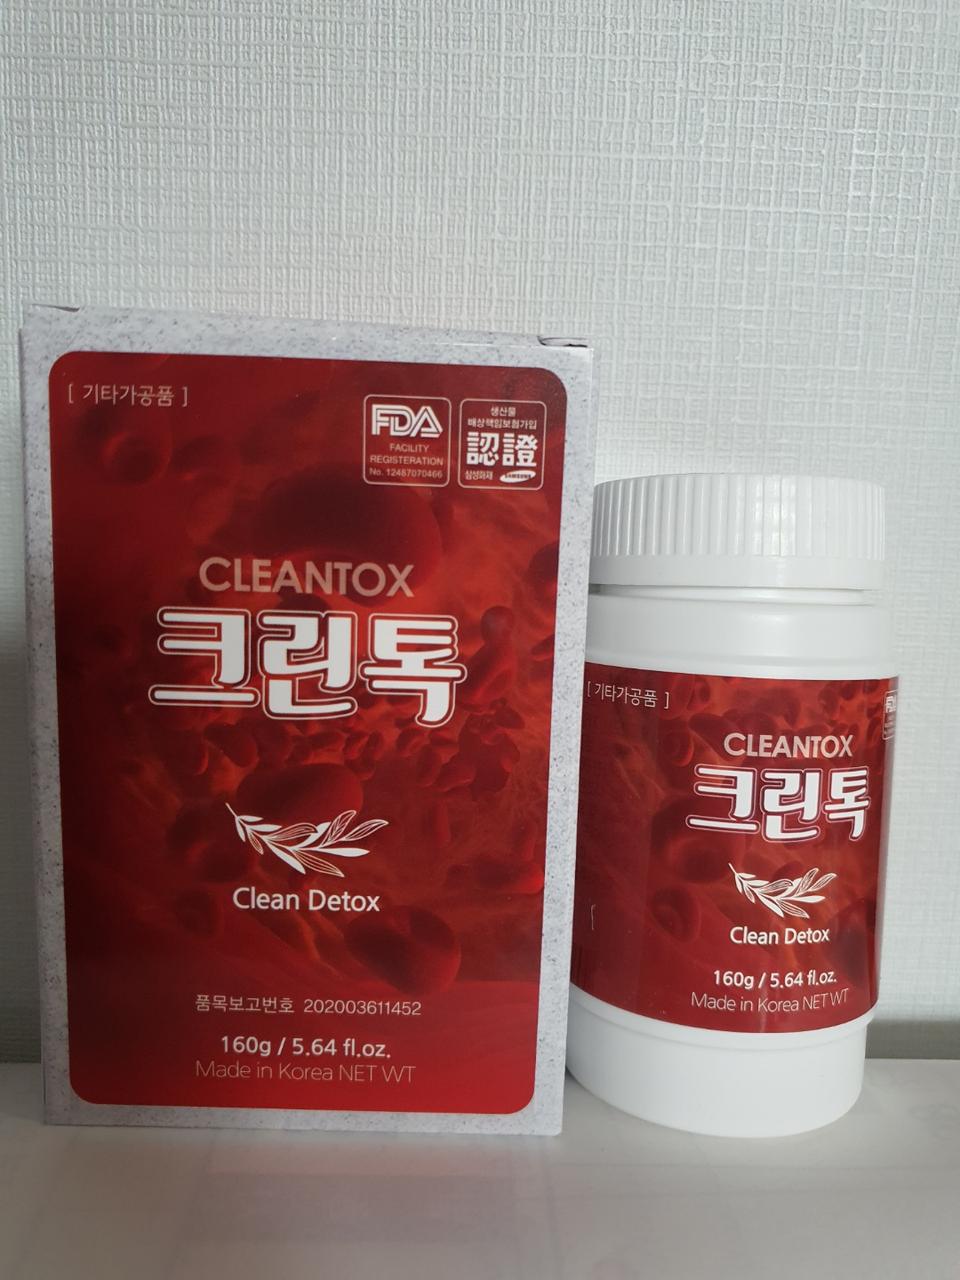 [ 기타가공품 ]
FDA
FACILITY
REGISTERATION
No. 12487070466
생산물
배상책임보험가입
認證
삼성화재 SAMSUNG
CLEANTOX
크린톡
Clean Detox
품목보고번호 202003611452
160g / 5.64 fl.oz.
Made in Korea NET WT
[ 기타가공품 ]
FDA
CLEANTOX
크린톡
Clean Detox
160g / 5.64 fl.oz.
Made in Korea NET WT